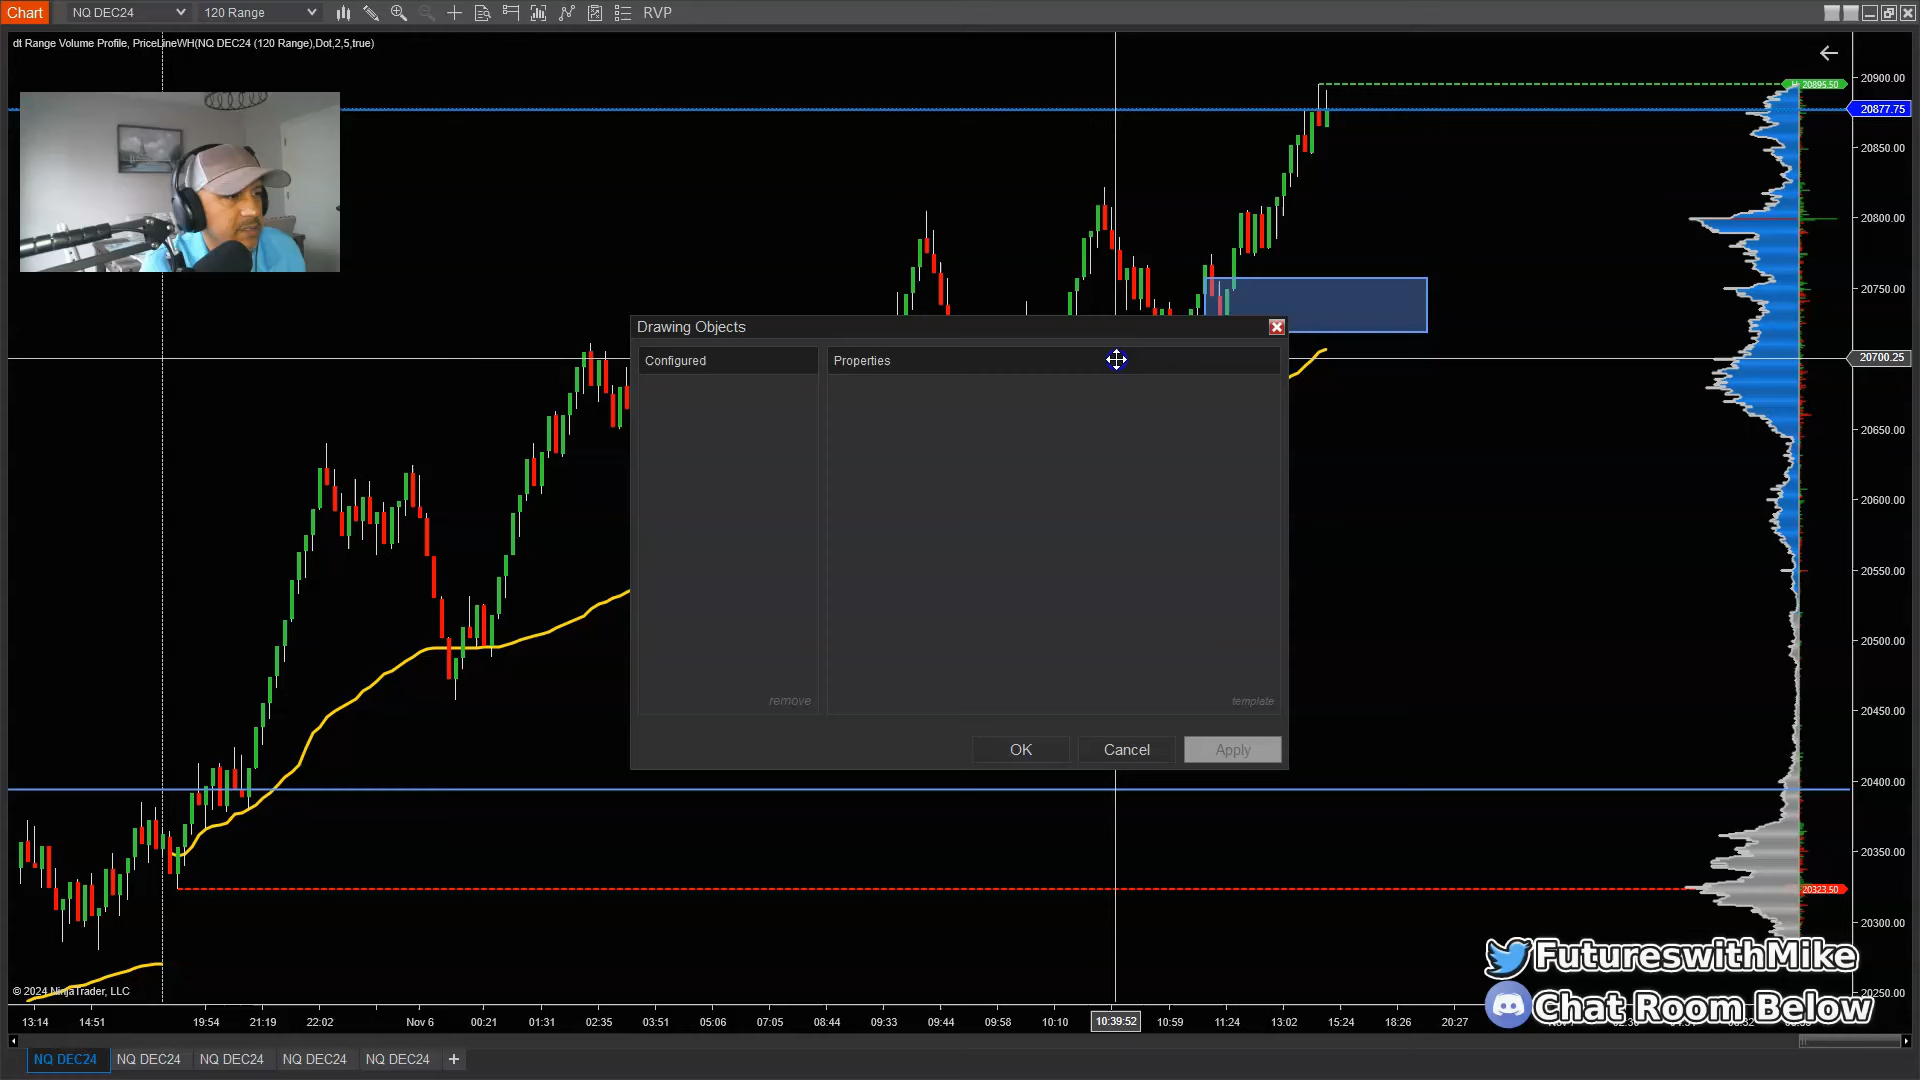 Chart NQ DEC24 120 Range RVP
dt Range Volume Profile, PriceLineWH(NQ DEC24 (120 Range),Dot,2,5,true)
20900.00
20895.50
20877.75
20850.00
20800.00
20750.00
20700.25
20650.00
20600.00
20550.00
20500.00
20450.00
20400.00
20350.00
20323.50
20300.00
20250.00
Drawing Objects
Configured
Properties
remove
template
OK
Cancel
Apply
FutureswithMike
Chat Room Below
© 2024 NinjaTrader, LLC
13:14 14:51 19:54 21:19 22:02 Nov 6 00:21 01:31 02:35 03:51 05:06 07:05 08:44 09:33 09:44 09:58 10:10 10:39:52 10:59 11:24 13:02 15:24 18:26 20:27
NQ DEC24 NQ DEC24 NQ DEC24 NQ DEC24 NQ DEC24 +